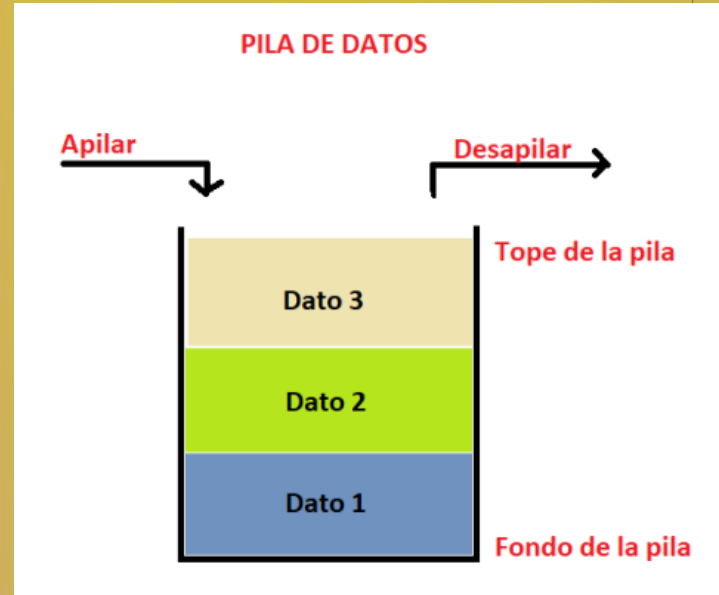 PILA DE DATOS
Apilar
Desapilar
Tope de la pila
Dato 3
Dato 2
Dato 1
Fondo de la pila